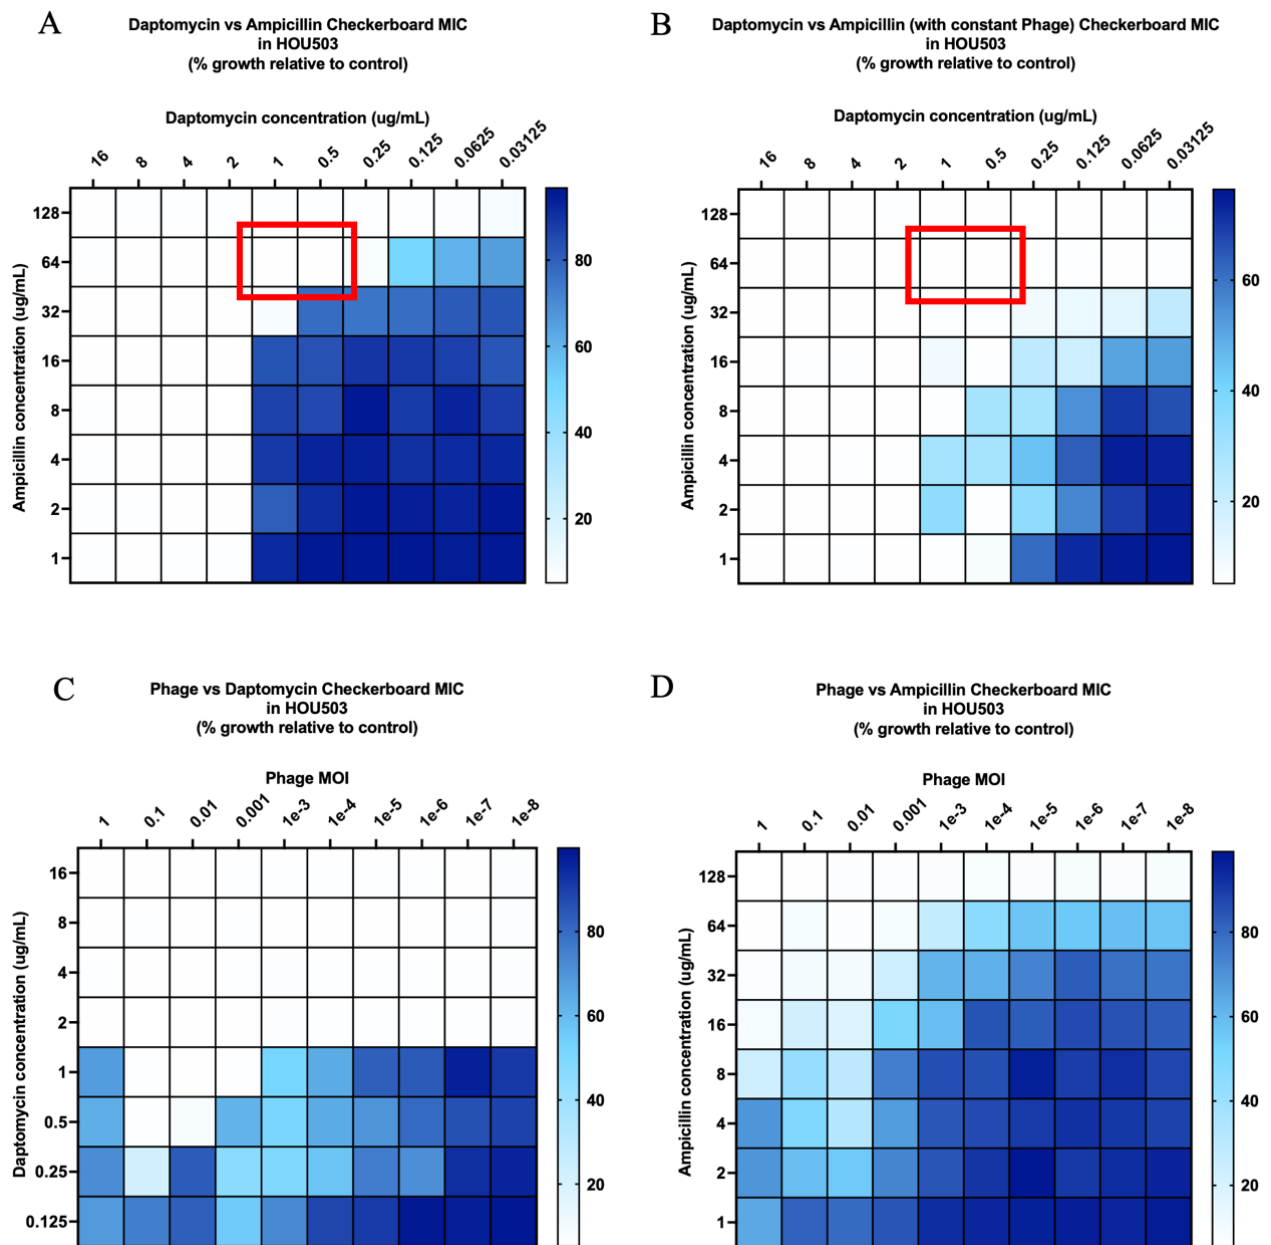 A
Daptomycin vs Ampicillin Checkerboard MIC
in HOU503
(% growth relative to control)
Daptomycin concentration (ug/mL)
16 8 4 2 1 0.5 0.25 0.125 0.0625 0.03125
Ampicillin concentration (ug/mL)
128
64
32
16
8
4
2
1
80
60
40
20
B
Daptomycin vs Ampicillin (with constant Phage) Checkerboard MIC
in HOU503
(% growth relative to control)
Daptomycin concentration (ug/mL)
16 8 4 2 1 0.5 0.25 0.125 0.0625 0.03125
Ampicillin concentration (ug/mL)
128
64
32
16
8
4
2
1
60
40
20
C
Phage vs Daptomycin Checkerboard MIC
in HOU503
(% growth relative to control)
Phage MOI
1 0.1 0.01 0.001 1e-3 1e-4 1e-5 1e-6 1e-7 1e-8
Daptomycin concentration (ug/mL)
16
8
4
2
1
0.5
0.25
0.125
80
60
40
20
D
Phage vs Ampicillin Checkerboard MIC
in HOU503
(% growth relative to control)
Phage MOI
1 0.1 0.01 0.001 1e-3 1e-4 1e-5 1e-6 1e-7 1e-8
Ampicillin concentration (ug/mL)
128
64
32
16
8
4
2
1
80
60
40
20